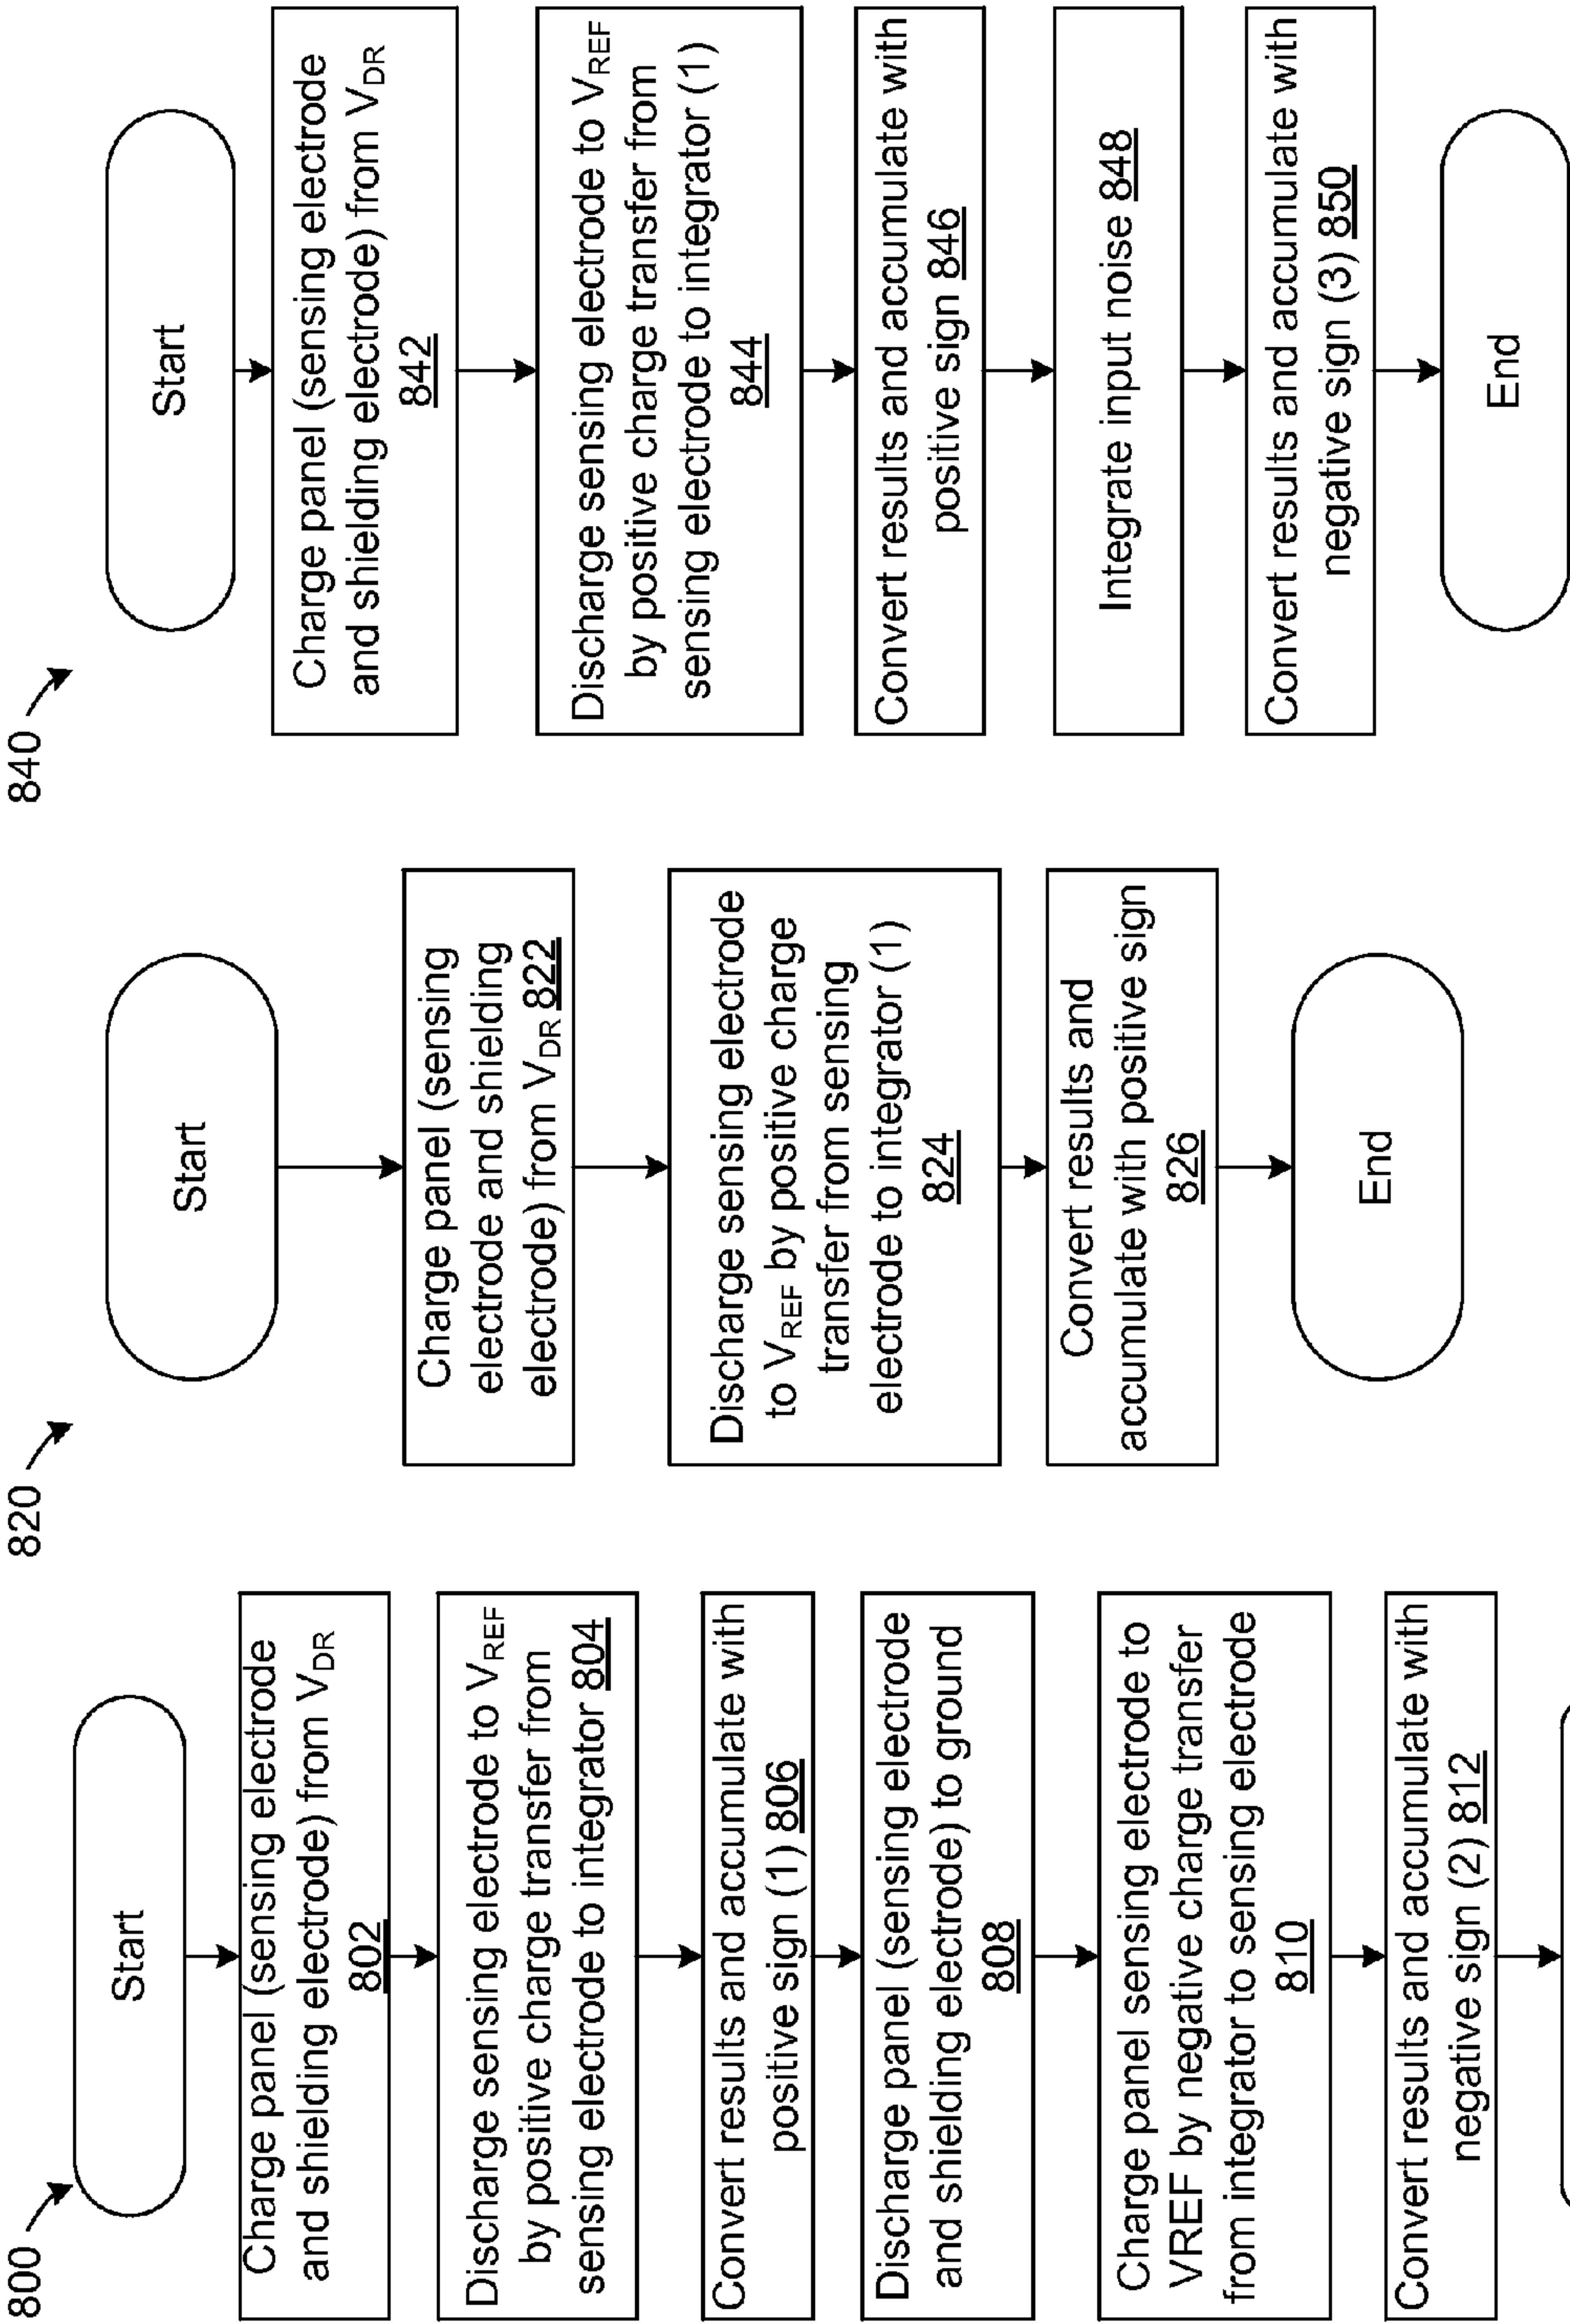 800
Start
Charge panel (sensing electrode
and shielding electrode) from VDR
802
Discharge sensing electrode to VREF
by positive charge transfer from
sensing electrode to integrator 804
Convert results and accumulate with
positive sign (1) 806
Discharge panel (sensing electrode
and shielding electrode) to ground
808
Charge panel sensing electrode to
VREF by negative charge transfer
from integrator to sensing electrode
810
Convert results and accumulate with
negative sign (2) 812
820
Start
Charge panel (sensing
electrode and shielding
electrode) from VDR 822
Discharge sensing electrode
to VREF by positive charge
transfer from sensing
electrode to integrator (1)
824
Convert results and
accumulate with positive sign
826
End
840
Start
Charge panel (sensing electrode
and shielding electrode) from VDR
842
Discharge sensing electrode to VREF
by positive charge transfer from
sensing electrode to integrator (1)
844
Convert results and accumulate with
positive sign 846
Integrate input noise 848
Convert results and accumulate with
negative sign (3) 850
End